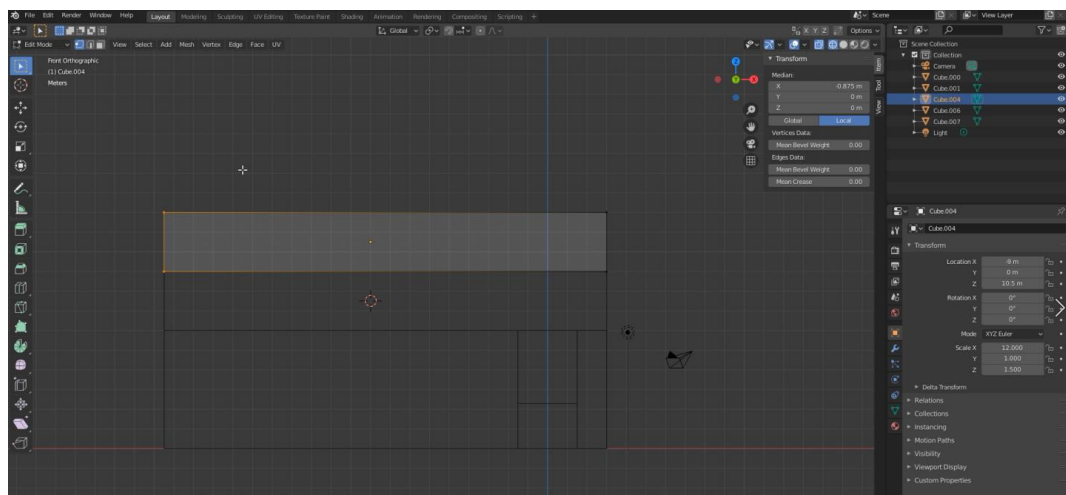 File Edit Render Window Help Layout Modeling Sculpting UV Editing Texture Paint Shading Animation Rendering Compositing Scripting + Scene View Layer
Global X Y Z Options
Edit Mode View Select Add Mesh Vertex Edge Face UV
Front Orthographic
(1) Cube.004
Meters
Z
Y
X
Transform
Median:
X -0.875 m
Y 0 m
Z 0 m
Global Local
Vertices Data:
Mean Bevel Weight 0.00
Edges Data:
Mean Bevel Weight 0.00
Mean Crease 0.00
Item
Tool
View
Scene Collection
Collection
Camera
Cube.000
Cube.001
Cube.004
Cube.006
Cube.007
Light
Cube.004
Cube.004
Transform
Location X -9 m
Y 0 m
Z 10.5 m
Rotation X 0°
Y 0°
Z 0°
Mode XYZ Euler
Scale X 12.000
Y 1.000
Z 1.500
Delta Transform
Relations
Collections
Instancing
Motion Paths
Visibility
Viewport Display
Custom Properties